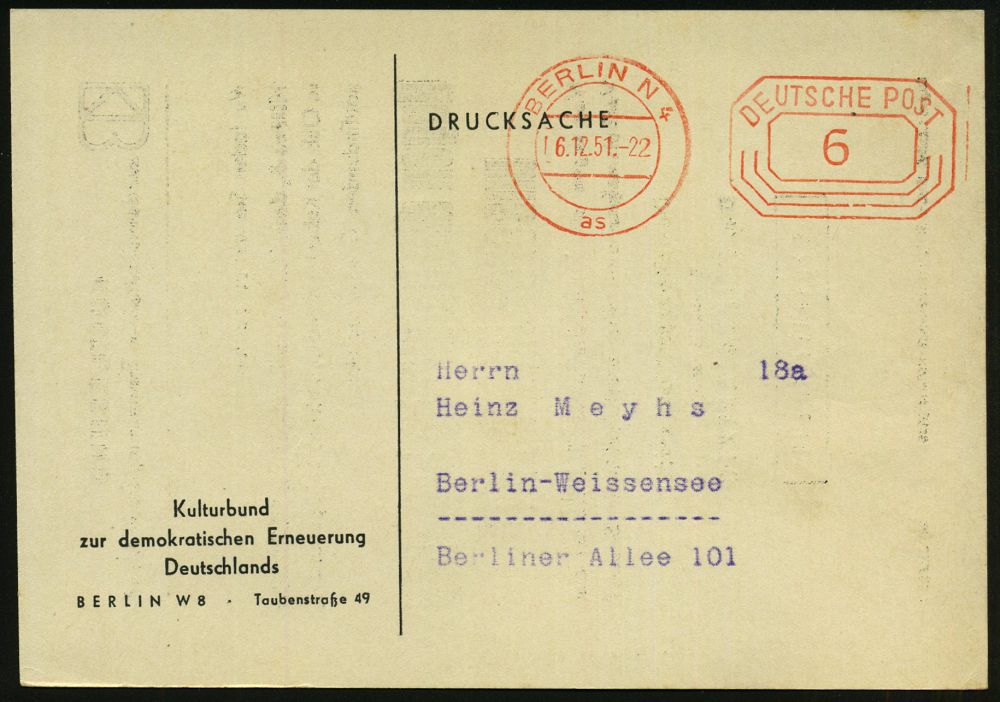 DRUCKSACHE
BERLIN N 4
6.12.51.-22
as
DEUTSCHE POST
6
Herrn 18a
Heinz Meyhs
Berlin-Weissensee
-----------------
Berliner Allee 101
Kulturbund
zur demokratischen Erneuerung
Deutschlands
BERLIN W 8 - Taubenstraße 49